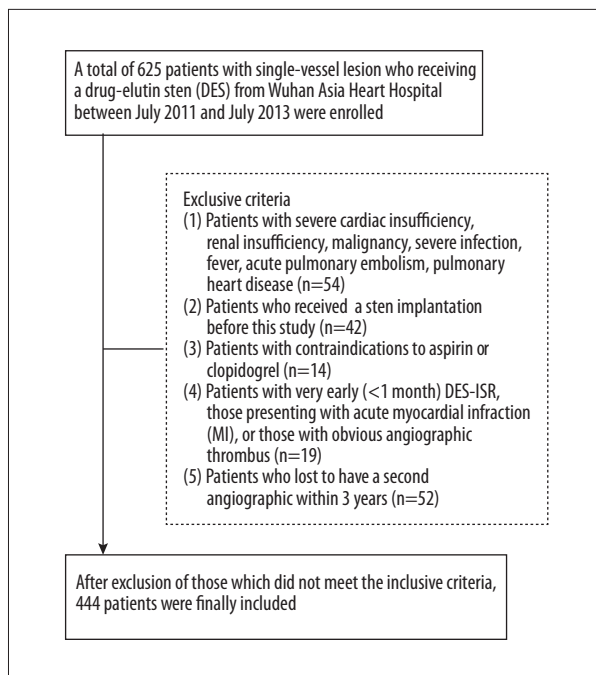 A total of 625 patients with single-vessel lesion who receiving
a drug-elutin sten (DES) from Wuhan Asia Heart Hospital
between July 2011 and July 2013 were enrolled
Exclusive criteria
(1) Patients with severe cardiac insufficiency,
renal insufficiency, malignancy, severe infection,
fever, acute pulmonary embolism, pulmonary
heart disease (n=54)
(2) Patients who received a sten implantation
before this study (n=42)
(3) Patients with contraindications to aspirin or
clopidogrel (n=14)
(4) Patients with very early (<1 month) DES-ISR,
those presenting with acute myocardial infraction
(MI), or those with obvious angiographic
thrombus (n=19)
(5) Patients who lost to have a second
angiographic within 3 years (n=52)
After exclusion of those which did not meet the inclusive criteria,
444 patients were finally included